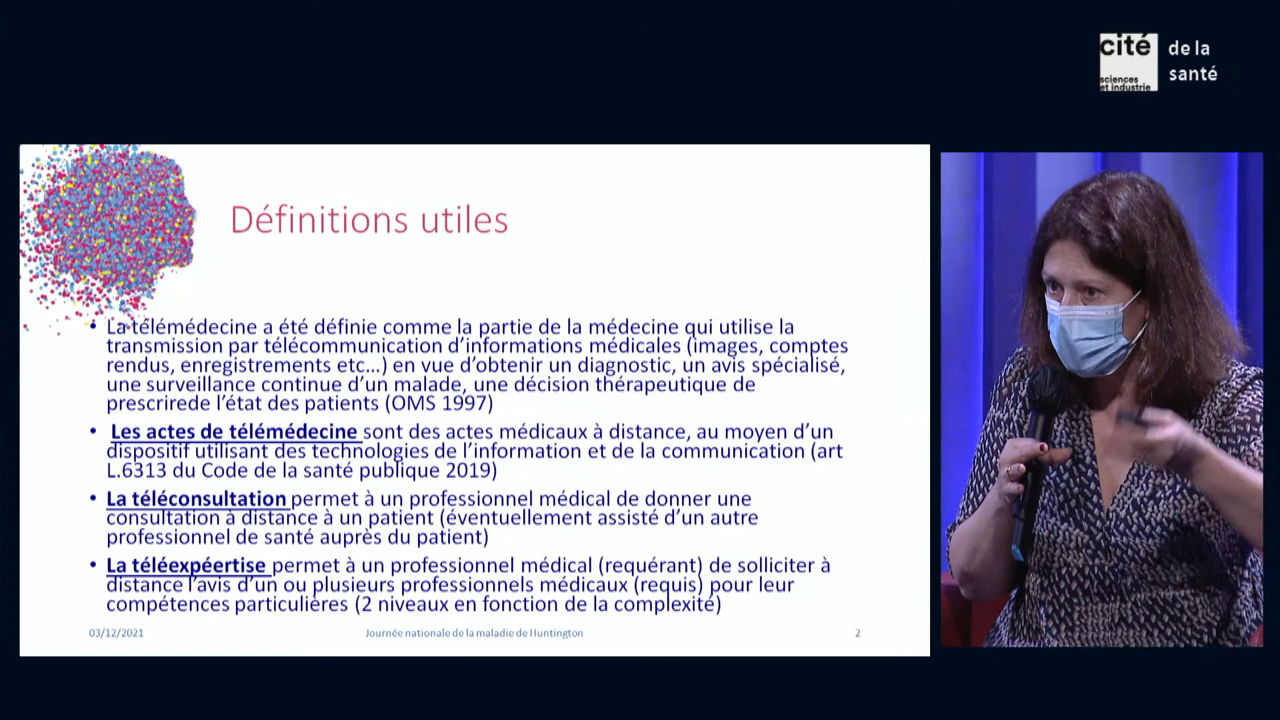 cité
sciences
et industrie
de la
santé
Définitions utiles
• La télémédecine a été définie comme la partie de la médecine qui utilise la
transmission par télécommunication d'informations médicales (images, comptes
rendus, enregistrements etc...) en vue d'obtenir un diagnostic, un avis spécialisé,
une surveillance continue d'un malade, une décision thérapeutique de
prescrirede l'état des patients (OMS 1997)
• Les actes de télémédecine sont des actes médicaux à distance, au moyen d'un
dispositif utilisant des technologies de l'information et de la communication (art
L.6313 du Code de la santé publique 2019)
• La téléconsultation permet à un professionnel médical de donner une
consultation à distance à un patient (éventuellement assisté d'un autre
professionnel de santé auprès du patient)
• La téléexpéertise permet à un professionnel médical (requérant) de solliciter à
distance l'avis d'un ou plusieurs professionnels médicaux (requis) pour leur
compétences particulières (2 niveaux en fonction de la complexité)
03/12/2021
Journée nationale de la maladie de Huntington
2